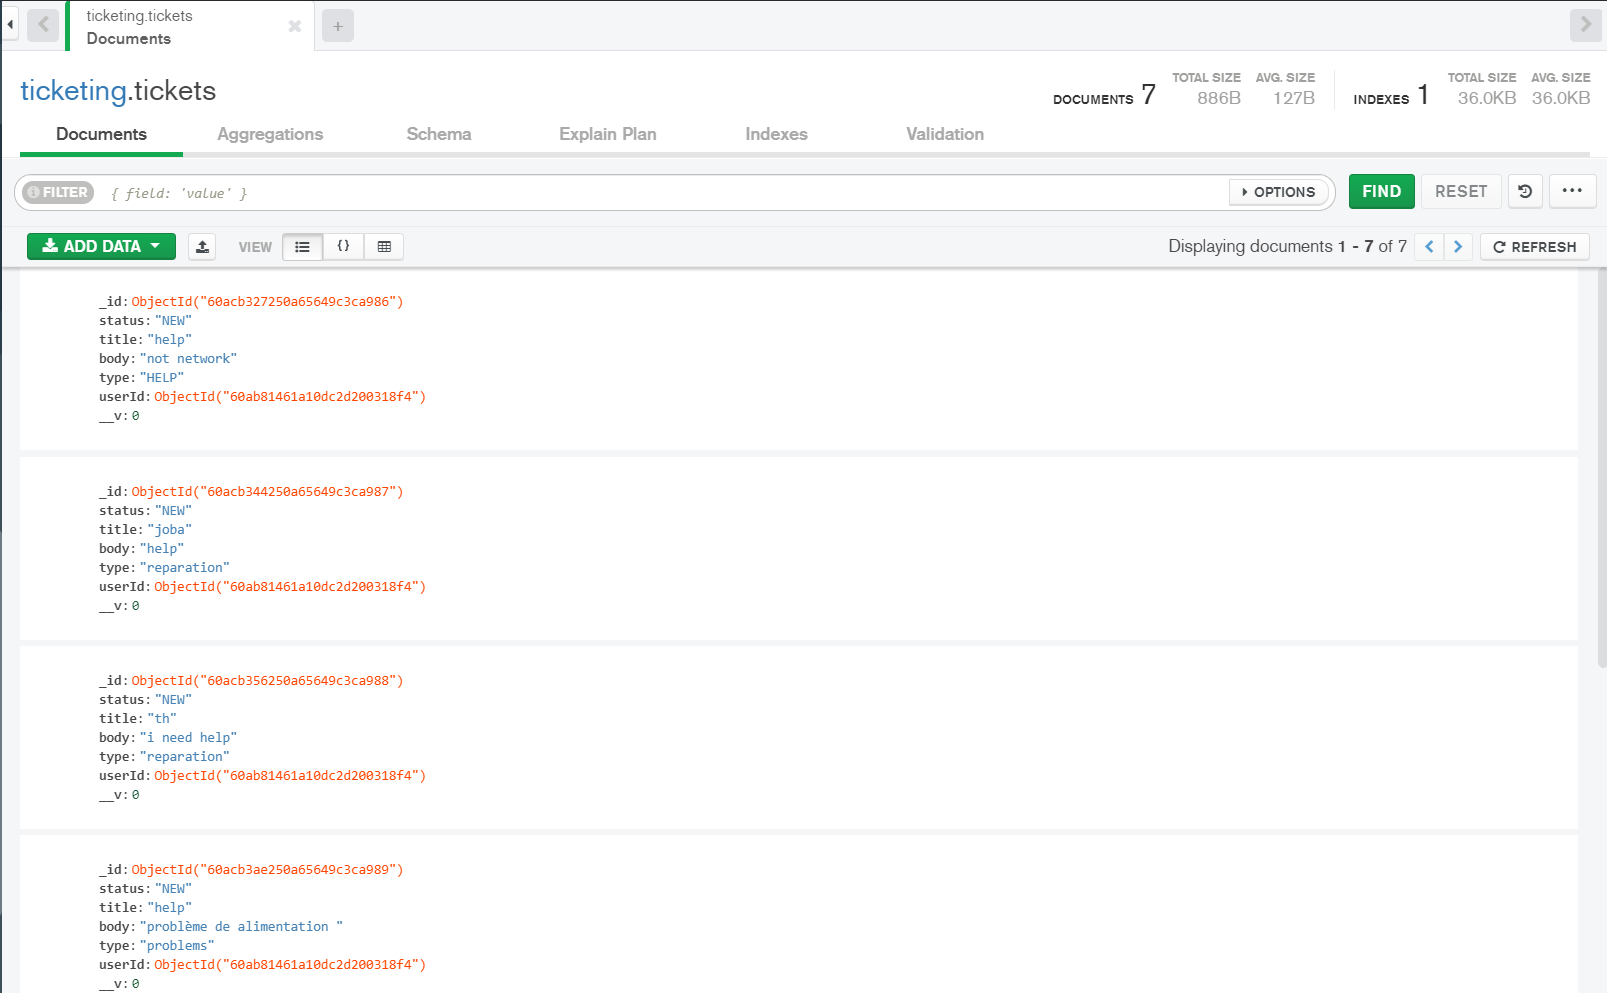 ticketing.tickets
Documents
ticketing.tickets
DOCUMENTS 7 TOTAL SIZE 886B AVG. SIZE 127B INDEXES 1 TOTAL SIZE 36.0KB AVG. SIZE 36.0KB
Documents Aggregations Schema Explain Plan Indexes Validation
FILTER { field: 'value' } OPTIONS FIND RESET ...
ADD DATA VIEW {} Displaying documents 1 - 7 of 7 < > REFRESH
_id: ObjectId("60acb327250a65649c3ca986")
status: "NEW"
title: "help"
body: "not network"
type: "HELP"
userId: ObjectId("60ab81461a10dc2d200318f4")
__v: 0
_id: ObjectId("60acb344250a65649c3ca987")
status: "NEW"
title: "joba"
body: "help"
type: "reparation"
userId: ObjectId("60ab81461a10dc2d200318f4")
__v: 0
_id: ObjectId("60acb356250a65649c3ca988")
status: "NEW"
title: "th"
body: "i need help"
type: "reparation"
userId: ObjectId("60ab81461a10dc2d200318f4")
__v: 0
_id: ObjectId("60acb3ae250a65649c3ca989")
status: "NEW"
title: "help"
body: "problème de alimentation "
type: "problems"
userId: ObjectId("60ab81461a10dc2d200318f4")
__v: 0